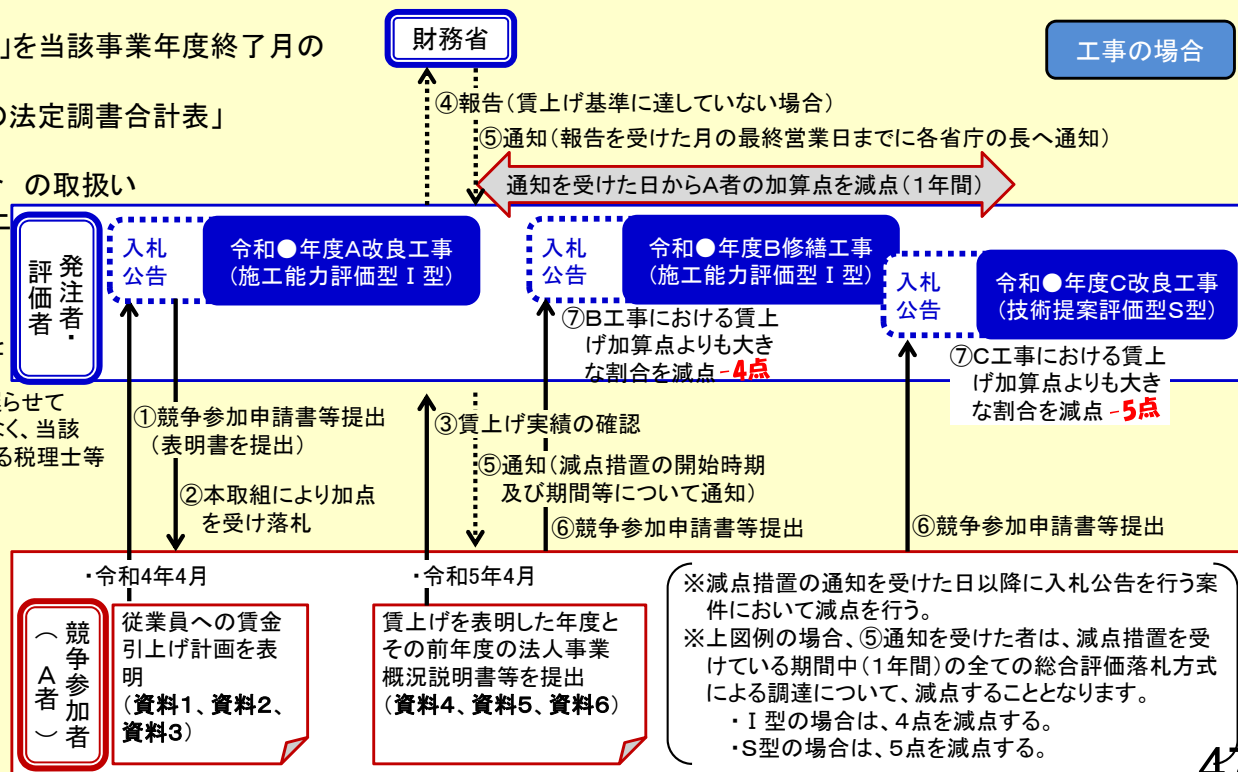 」を当該事業年度終了月の
の法定調書合計表」
の取扱い
らせて
なく、当該
る税理士等
財務省
工事の場合
④報告(賃上げ基準に達していない場合)
⑤通知(報告を受けた月の最終営業日までに各省庁の長へ通知)
通知を受けた日からA者の加算点を減点(1年間)
発注者・
評価者
入札
公告
令和●年度A改良工事
(施工能力評価型Ⅰ型)
入札
公告
令和●年度B修繕工事
(施工能力評価型Ⅰ型)
入札
公告
令和●年度C改良工事
(技術提案評価型S型)
⑦B工事における賃上
げ加算点よりも大き
な割合を減点-4点
⑦C工事における賃上
げ加算点よりも大き
な割合を減点-5点
①競争参加申請書等提出
(表明書を提出)
②本取組により加点
を受け落札
③賃上げ実績の確認
⑤通知(減点措置の開始時期
及び期間等について通知)
⑥競争参加申請書等提出
⑥競争参加申請書等提出
競争参加者
(A者)
・令和4年4月
従業員への賃金
引上げ計画を表
明
(資料1、資料2、
資料3)
・令和5年4月
賃上げを表明した年度と
その前年度の法人事業
概況説明書等を提出
(資料4、資料5、資料6)
※減点措置の通知を受けた日以降に入札公告を行う案
件において減点を行う。
※上図例の場合、⑤通知を受けた者は、減点措置を受
けている期間中(1年間)の全ての総合評価落札方式
による調達について、減点することとなります。
・Ⅰ型の場合は、4点を減点する。
・S型の場合は、5点を減点する。